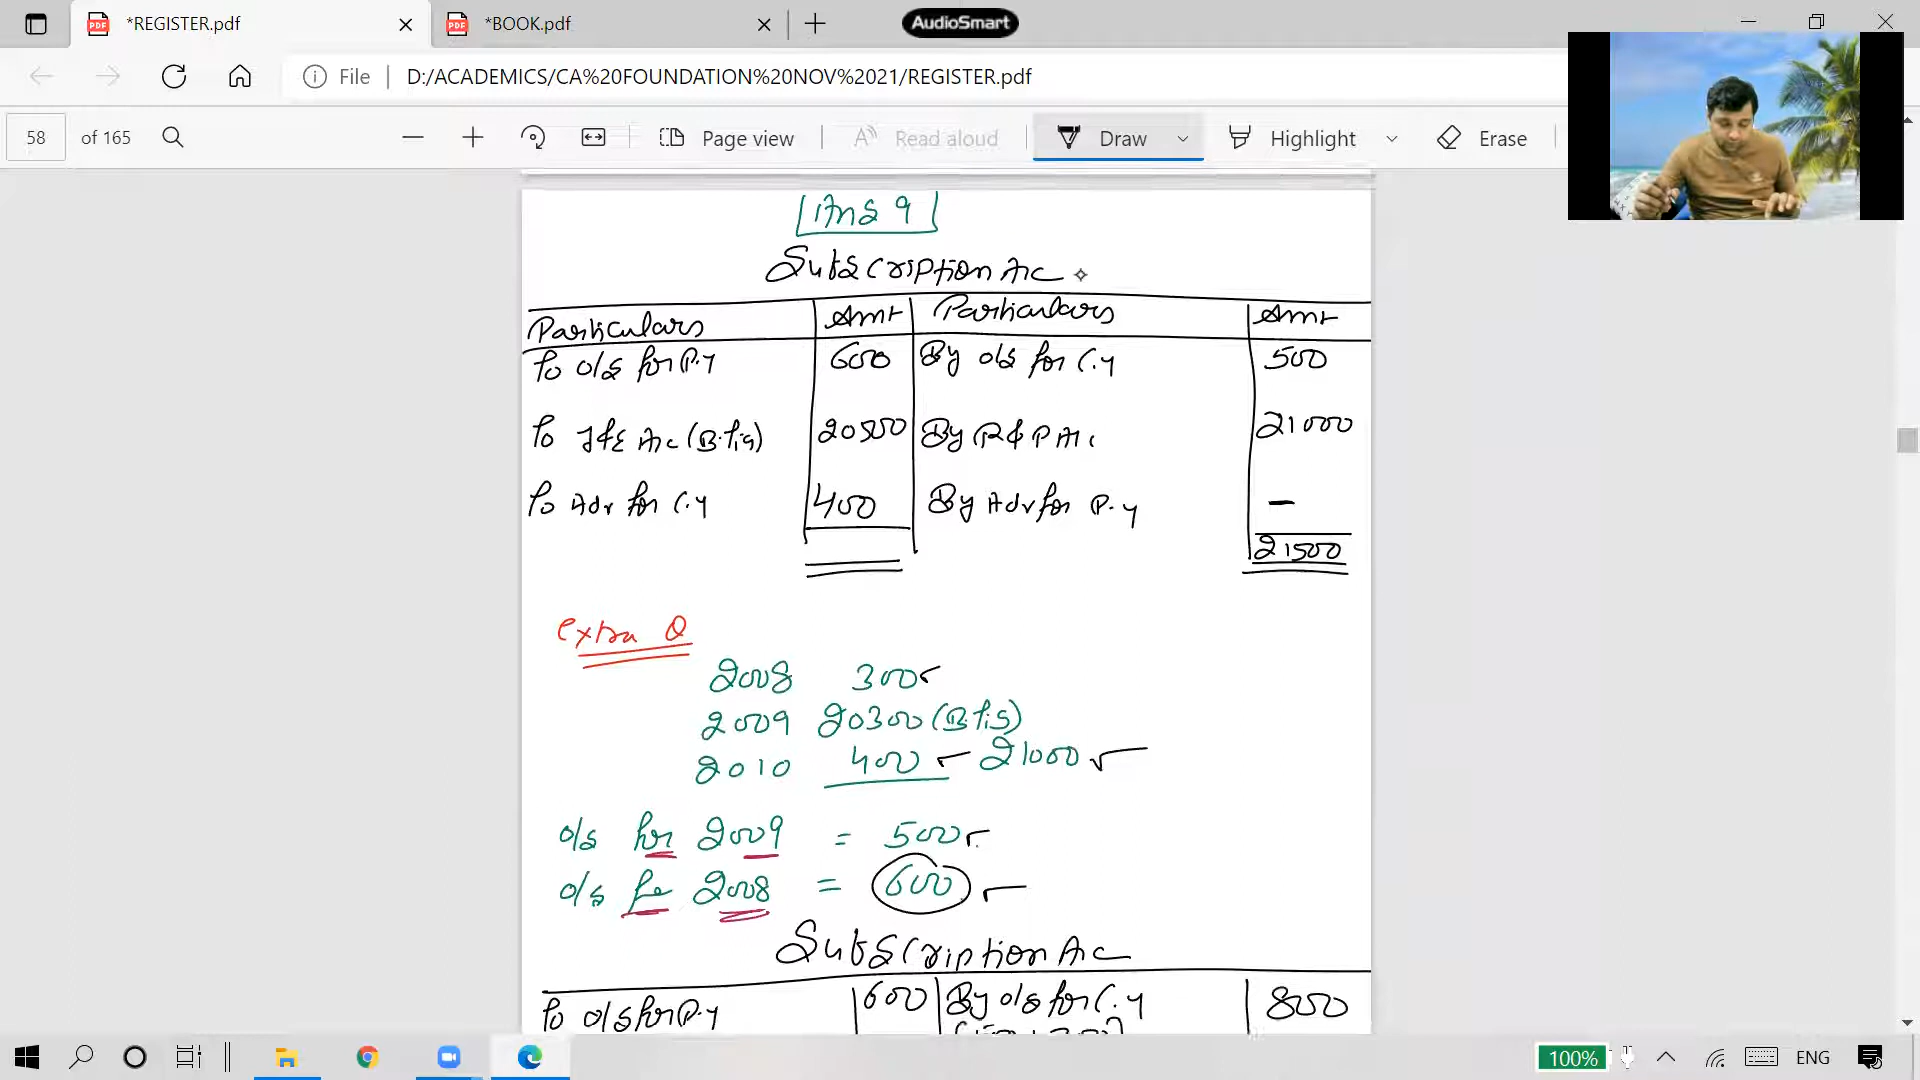 *REGISTER.pdf
*BOOK.pdf
AudioSmart
File
D:/ACADEMICS/CA%20FOUNDATION%20NOV%2021/REGISTER.pdf
58 of 165
Page view
Read aloud
Draw
Highlight
Erase
Ans 9
Subscription A/c
Particulars Amt Particulars Amt
To o/s for P.Y 600 By o/s for C.Y 500
To I&E A/c (B.fig) 20500 By R&P A/c 21000
To Adv for C.Y 400 By Adv for P.Y –
21500
extra Q
2008 300
2009 20300 (B.fig)
2010 400 21000
o/s for 2009 = 500
o/s for 2008 = 600
Subscription A/c
To o/s for P.Y 600 By o/s for C.Y 800
100%
ENG